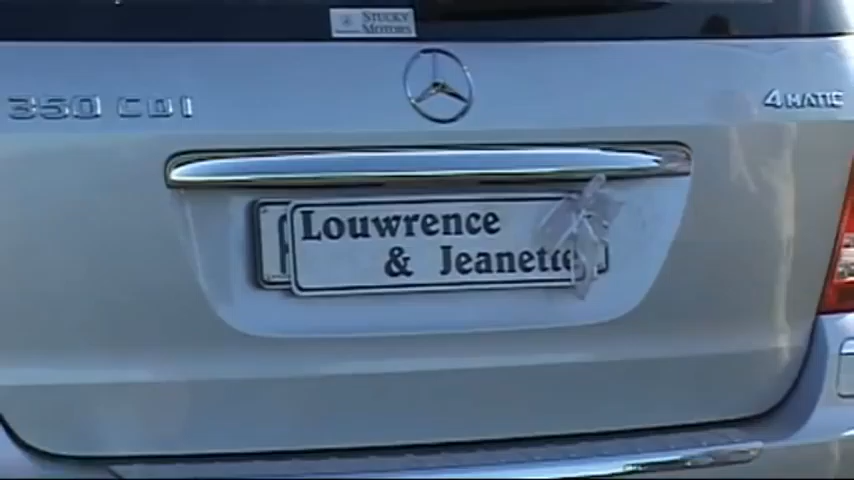 Stucky
Motors
350 CDI
4MATIC
Louwrence
& Jeanette